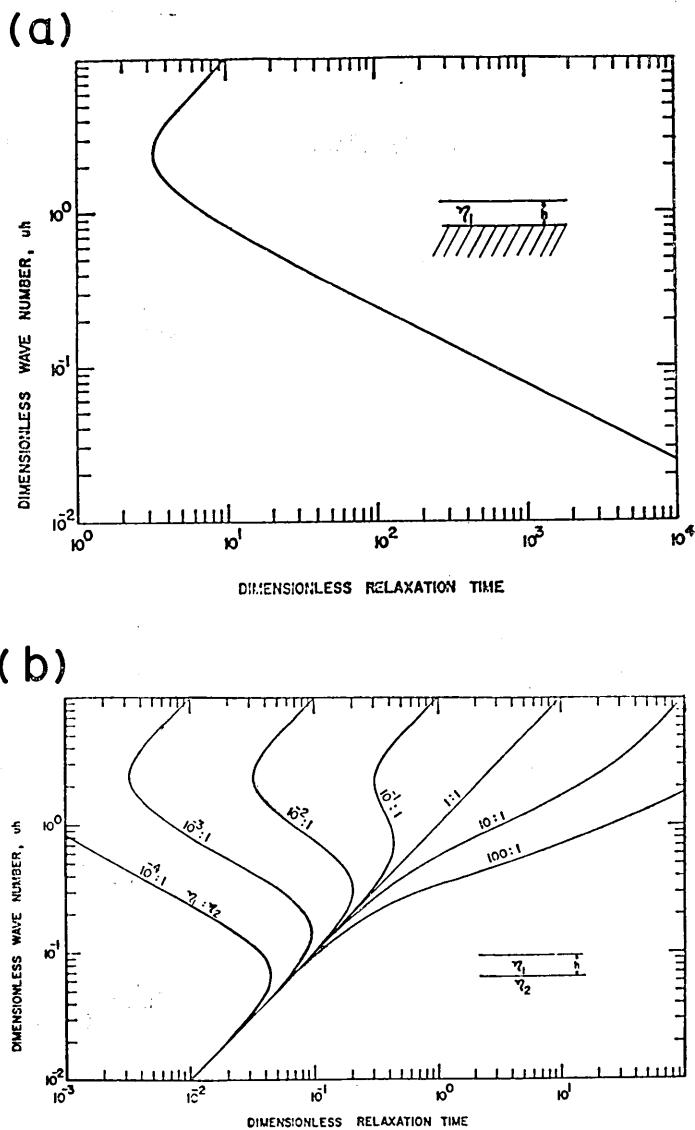 (a)
DIMENSIONLESS WAVE NUMBER, uh
10⁰
10⁻¹
10⁻²
10⁰
10¹
10²
10³
10⁴
η₁
h
DIMENSIONLESS RELAXATION TIME
(b)
DIMENSIONLESS WAVE NUMBER, uh
10⁰
10⁻¹
10⁻²
10⁻³
10⁻²
10⁻¹
10⁰
10¹
10⁻⁴:1
η₁:η₂
10⁻³:1
10⁻²:1
10⁻¹:1
1:1
10:1
100:1
η₁
h
η₂
DIMENSIONLESS RELAXATION TIME